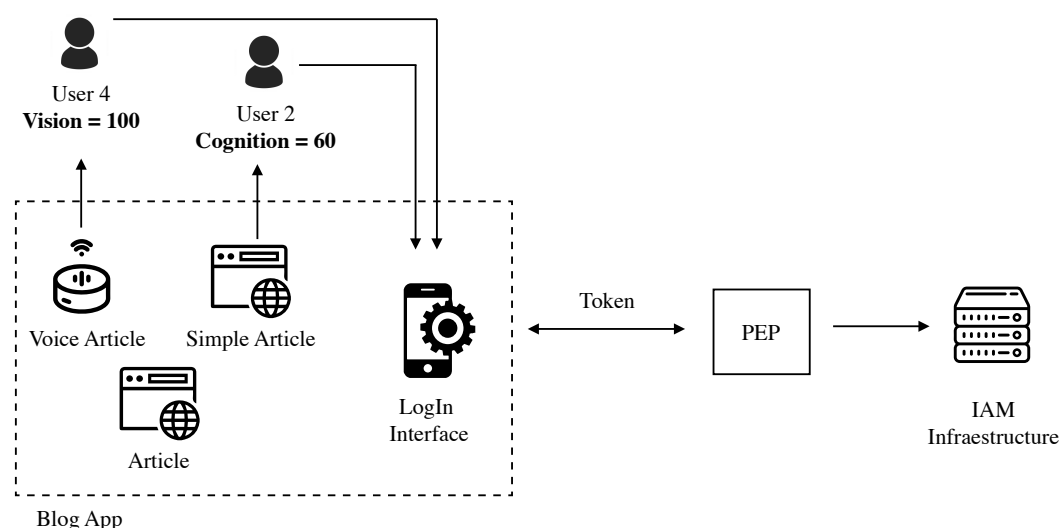 User 4
Vision = 100
User 2
Cognition = 60
Voice Article
Simple Article
Article
LogIn
Interface
Blog App
Token
PEP
IAM
Infraestructure